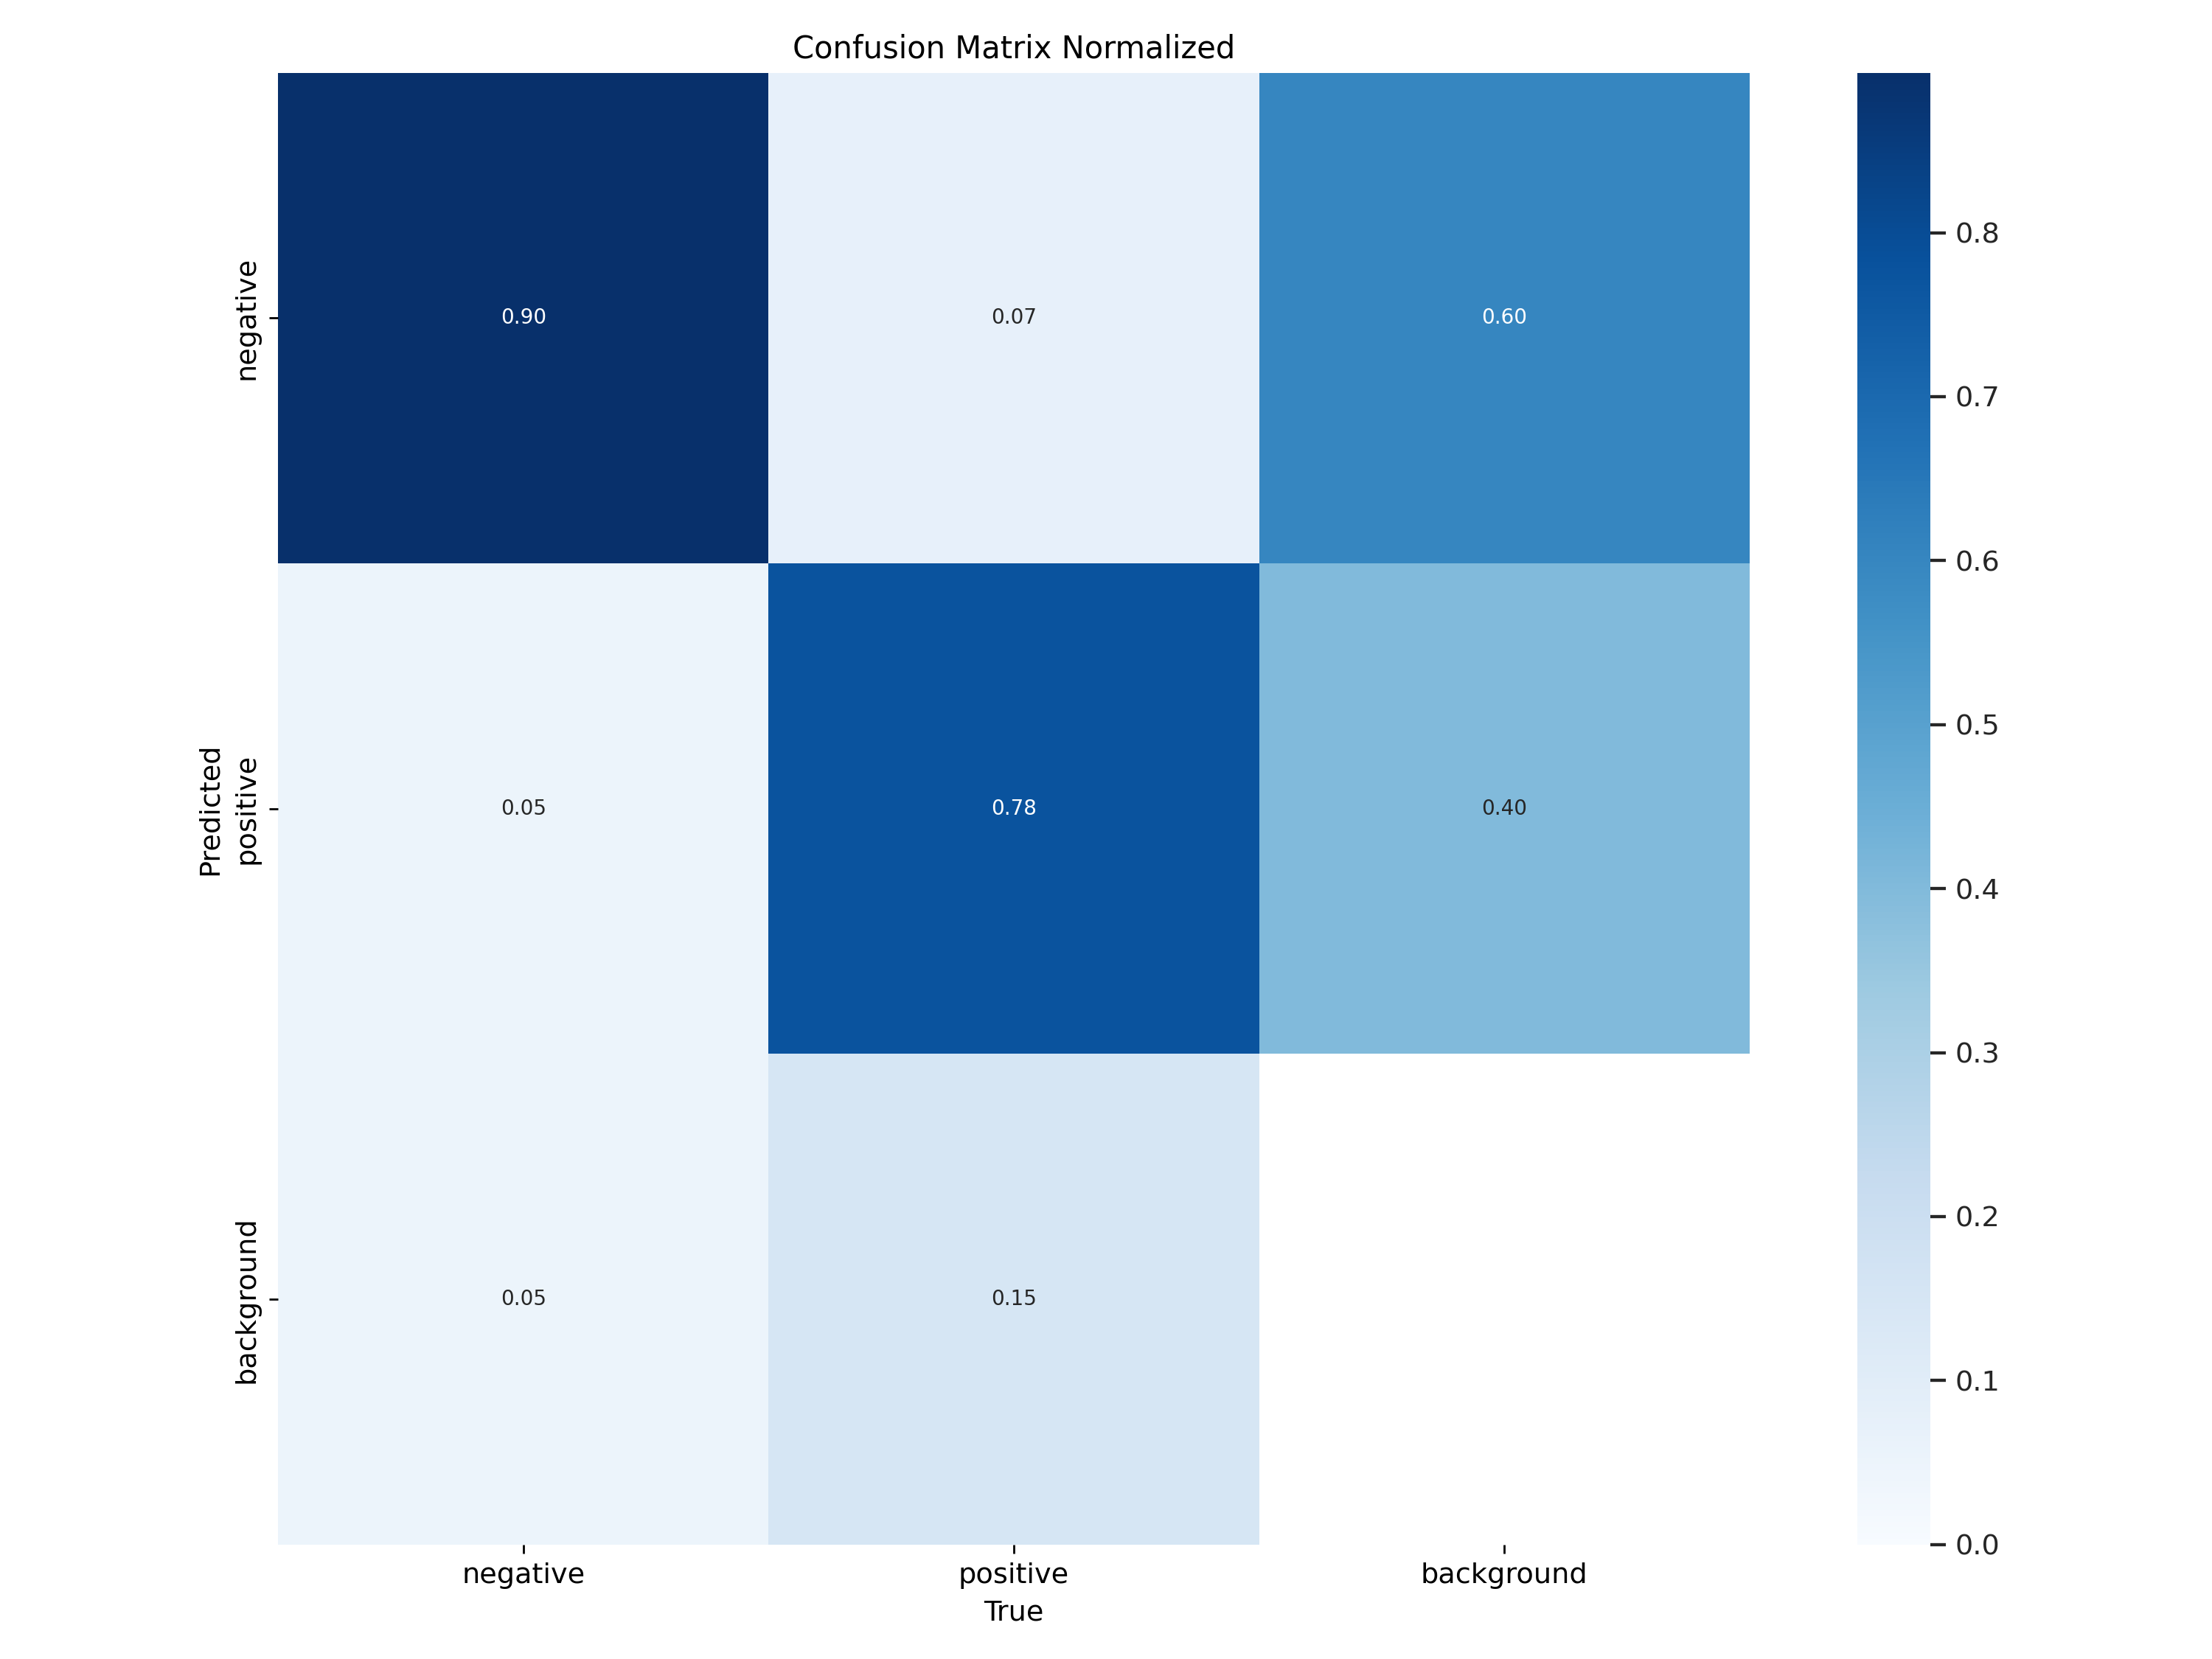 Confusion Matrix Normalized
negative
0.90
0.07
0.60
Predicted
positive
0.05
0.78
0.40
background
0.05
0.15
negative
positive
background
True
0.8
0.7
0.6
0.5
0.4
0.3
0.2
0.1
0.0